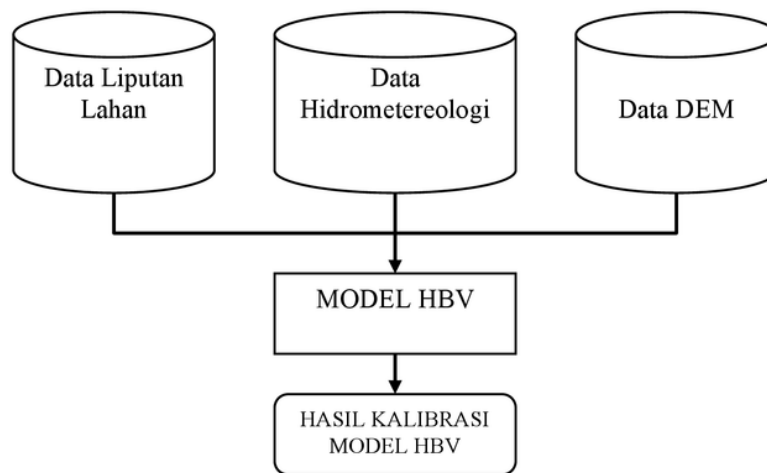 Data Liputan
Lahan
Data
Hidrometereologi
Data DEM
MODEL HBV
HASIL KALIBRASI
MODEL HBV